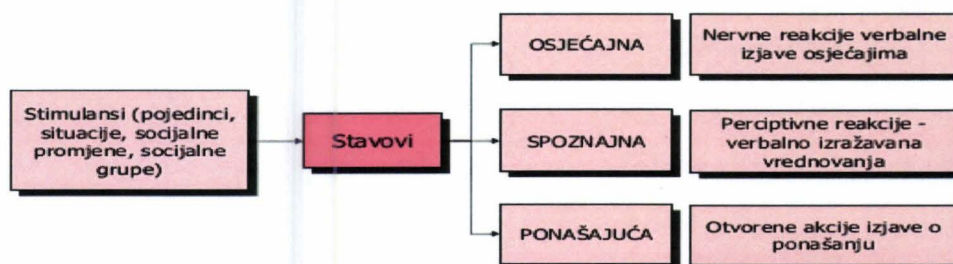 Stimulansi (pojedinci,
situacije, socijalne
promjene, socijalne
grupe)
Stavovi
OSJEĆAJNA
Nervne reakcije verbalne
izjave osjećajima
SPOZNAJNA
Perciptivne reakcije -
verbalno izražavana
vrednovanja
PONAŠAJUĆA
Otvorene akcije izjave o
ponašanju